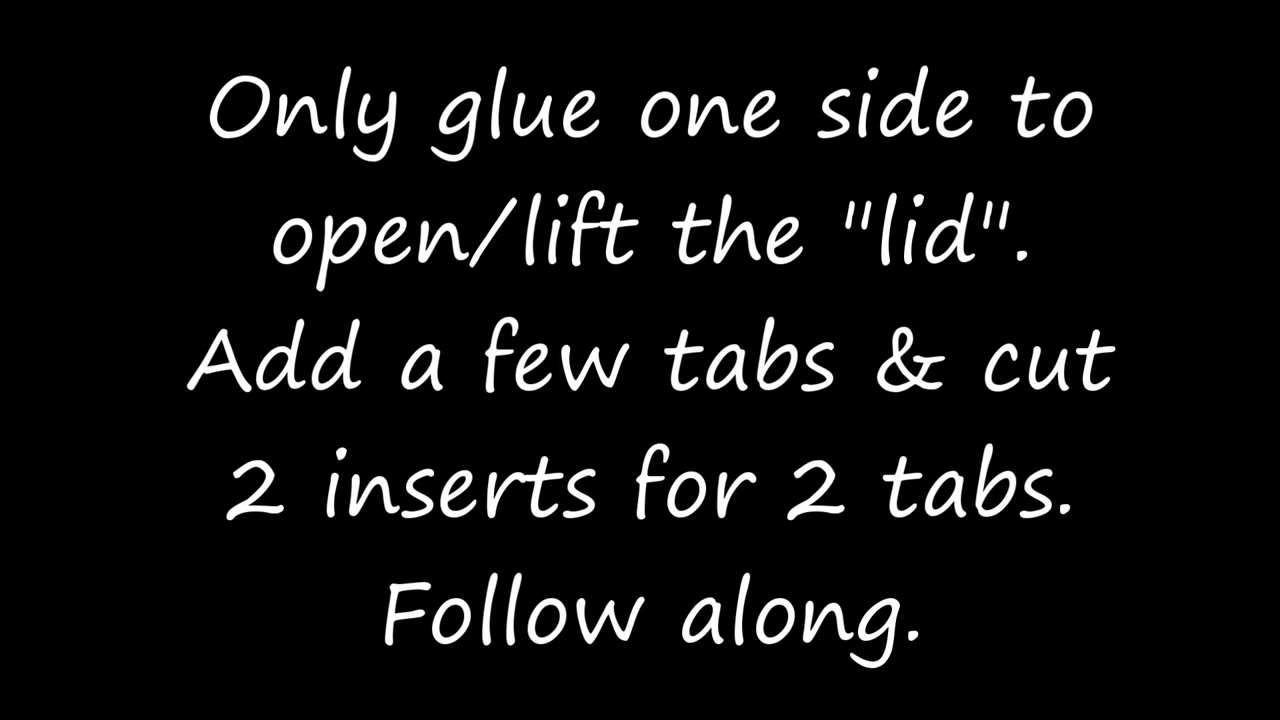 Only glue one side to
open/lift the "lid".
Add a few tabs & cut
2 inserts for 2 tabs.
Follow along.